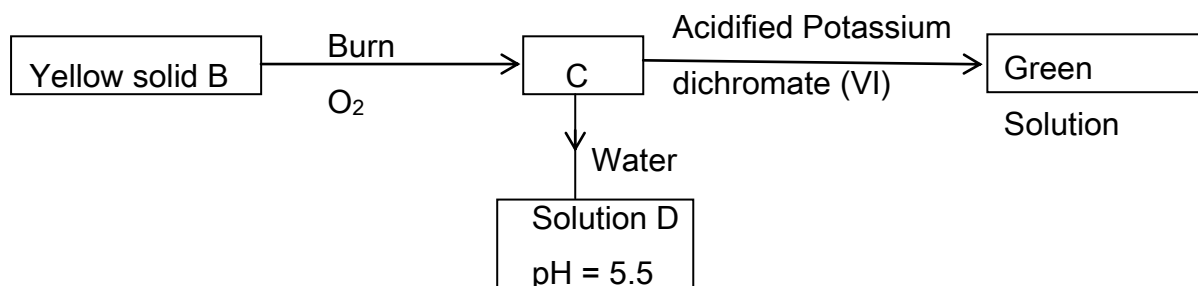 Yellow solid B
Burn
O₂
C
Acidified Potassium
dichromate (VI)
Green
Solution
Water
Solution D
pH = 5.5